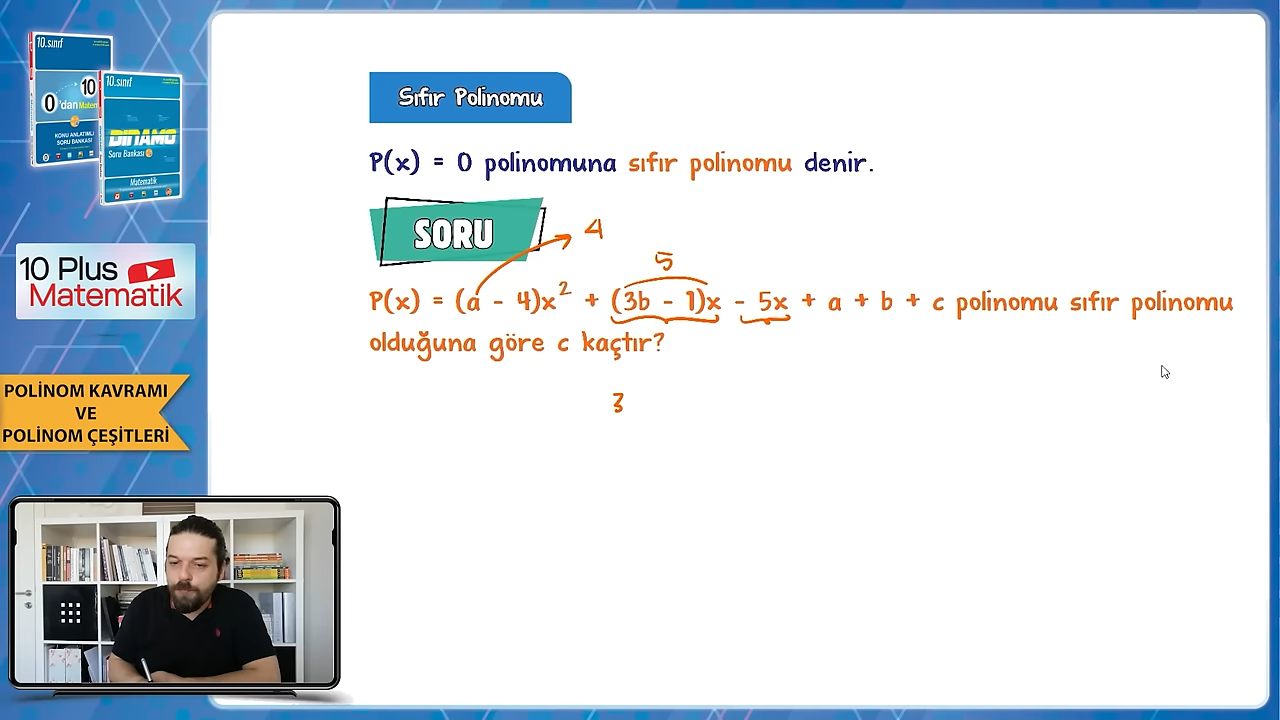 10.sınıf
0'dan 10
Matem
KONU ANLATIMLI
SORU BANKASI
10.sınıf
DİNAMO
Soru Bankası
Matematik
10 Plus
Matematik
POLİNOM KAVRAMI
VE
POLİNOM ÇEŞİTLERİ
Sıfır Polinomu
P(x) = 0 polinomuna sıfır polinomu denir.
SORU
4
5
P(x) = (a - 4)x² + (3b - 1)x - 5x + a + b + c polinomu sıfır polinomu
olduğuna göre c kaçtır?
3